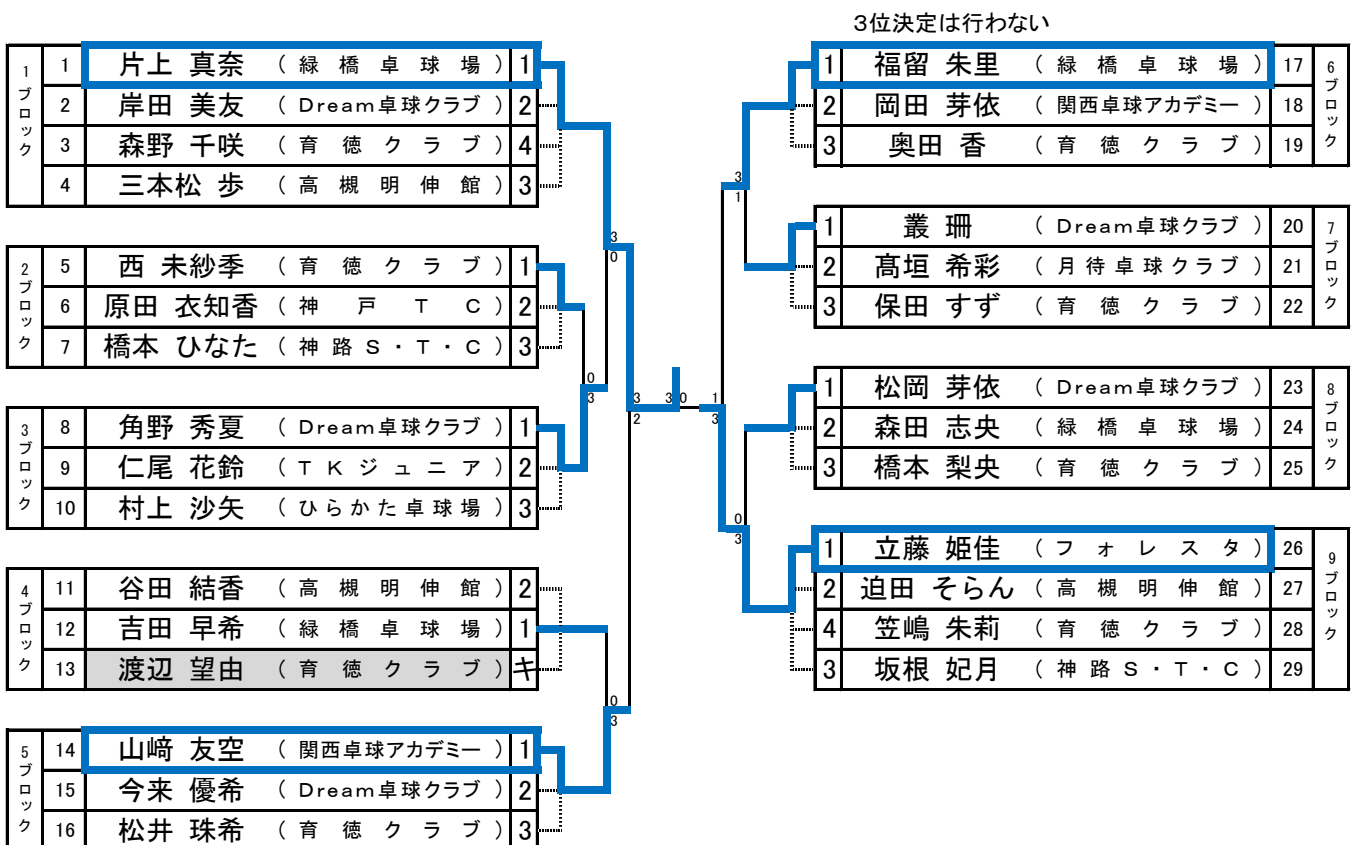 3位決定は行わない
1ブロック
1 片上 真奈 (緑橋卓球場) 1
2 岸田 美友 (Dream卓球クラブ) 2
3 森野 千咲 (育徳クラブ) 4
4 三本松 歩 (高槻明伸館) 3
2ブロック
5 西 未紗季 (育徳クラブ) 1
6 原田 衣知香 (神戸TC) 2
7 橋本 ひなた (神路S・T・C) 3
3ブロック
8 角野 秀夏 (Dream卓球クラブ) 1
9 仁尾 花鈴 (TKジュニア) 2
10 村上 沙矢 (ひらかた卓球場) 3
4ブロック
11 谷田 結香 (高槻明伸館) 2
12 吉田 早希 (緑橋卓球場) 1
13 渡辺 望由 (育徳クラブ) キ
5ブロック
14 山﨑 友空 (関西卓球アカデミー) 1
15 今来 優希 (Dream卓球クラブ) 2
16 松井 珠希 (育徳クラブ) 3
3
0
0
3
3
2
0
3
3 0
3
1
1
3
0
3
1 福留 朱里 (緑橋卓球場) 17
2 岡田 芽依 (関西卓球アカデミー) 18
3 奥田 香 (育徳クラブ) 19
6ブロック
1 叢 珊 (Dream卓球クラブ) 20
2 髙垣 希彩 (月待卓球クラブ) 21
3 保田 すず (育徳クラブ) 22
7ブロック
1 松岡 芽依 (Dream卓球クラブ) 23
2 森田 志央 (緑橋卓球場) 24
3 橋本 梨央 (育徳クラブ) 25
8ブロック
1 立藤 姫佳 (フォレスタ) 26
2 迫田 そらん (高槻明伸館) 27
4 笠嶋 朱莉 (育徳クラブ) 28
3 坂根 妃月 (神路S・T・C) 29
9ブロック